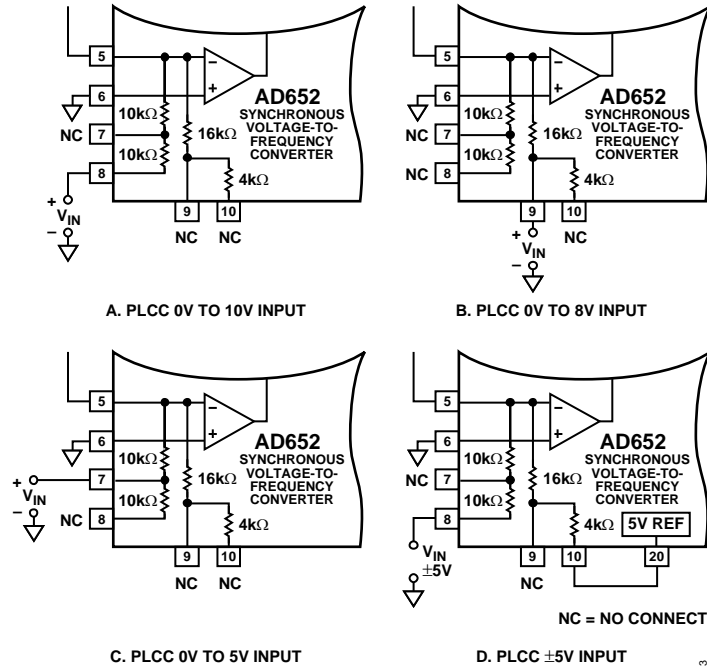 5
6
10kΩ
NC
7
10kΩ
8
+
V_IN
−
−
+
AD652
SYNCHRONOUS
VOLTAGE-TO-
FREQUENCY
CONVERTER
16kΩ
4kΩ
9
10
NC
NC
A. PLCC 0V TO 10V INPUT
5
6
10kΩ
NC
7
10kΩ
NC
8
−
+
AD652
SYNCHRONOUS
VOLTAGE-TO-
FREQUENCY
CONVERTER
16kΩ
4kΩ
9
10
+
V_IN
−
NC
B. PLCC 0V TO 8V INPUT
5
6
10kΩ
+
V_IN
−
7
10kΩ
NC
8
−
+
AD652
SYNCHRONOUS
VOLTAGE-TO-
FREQUENCY
CONVERTER
16kΩ
4kΩ
9
10
NC
NC
C. PLCC 0V TO 5V INPUT
5
6
10kΩ
NC
7
10kΩ
8
V_IN
±5V
−
+
AD652
SYNCHRONOUS
VOLTAGE-TO-
FREQUENCY
CONVERTER
16kΩ
4kΩ
5V REF
9
10
20
NC
NC = NO CONNECT
D. PLCC ±5V INPUT